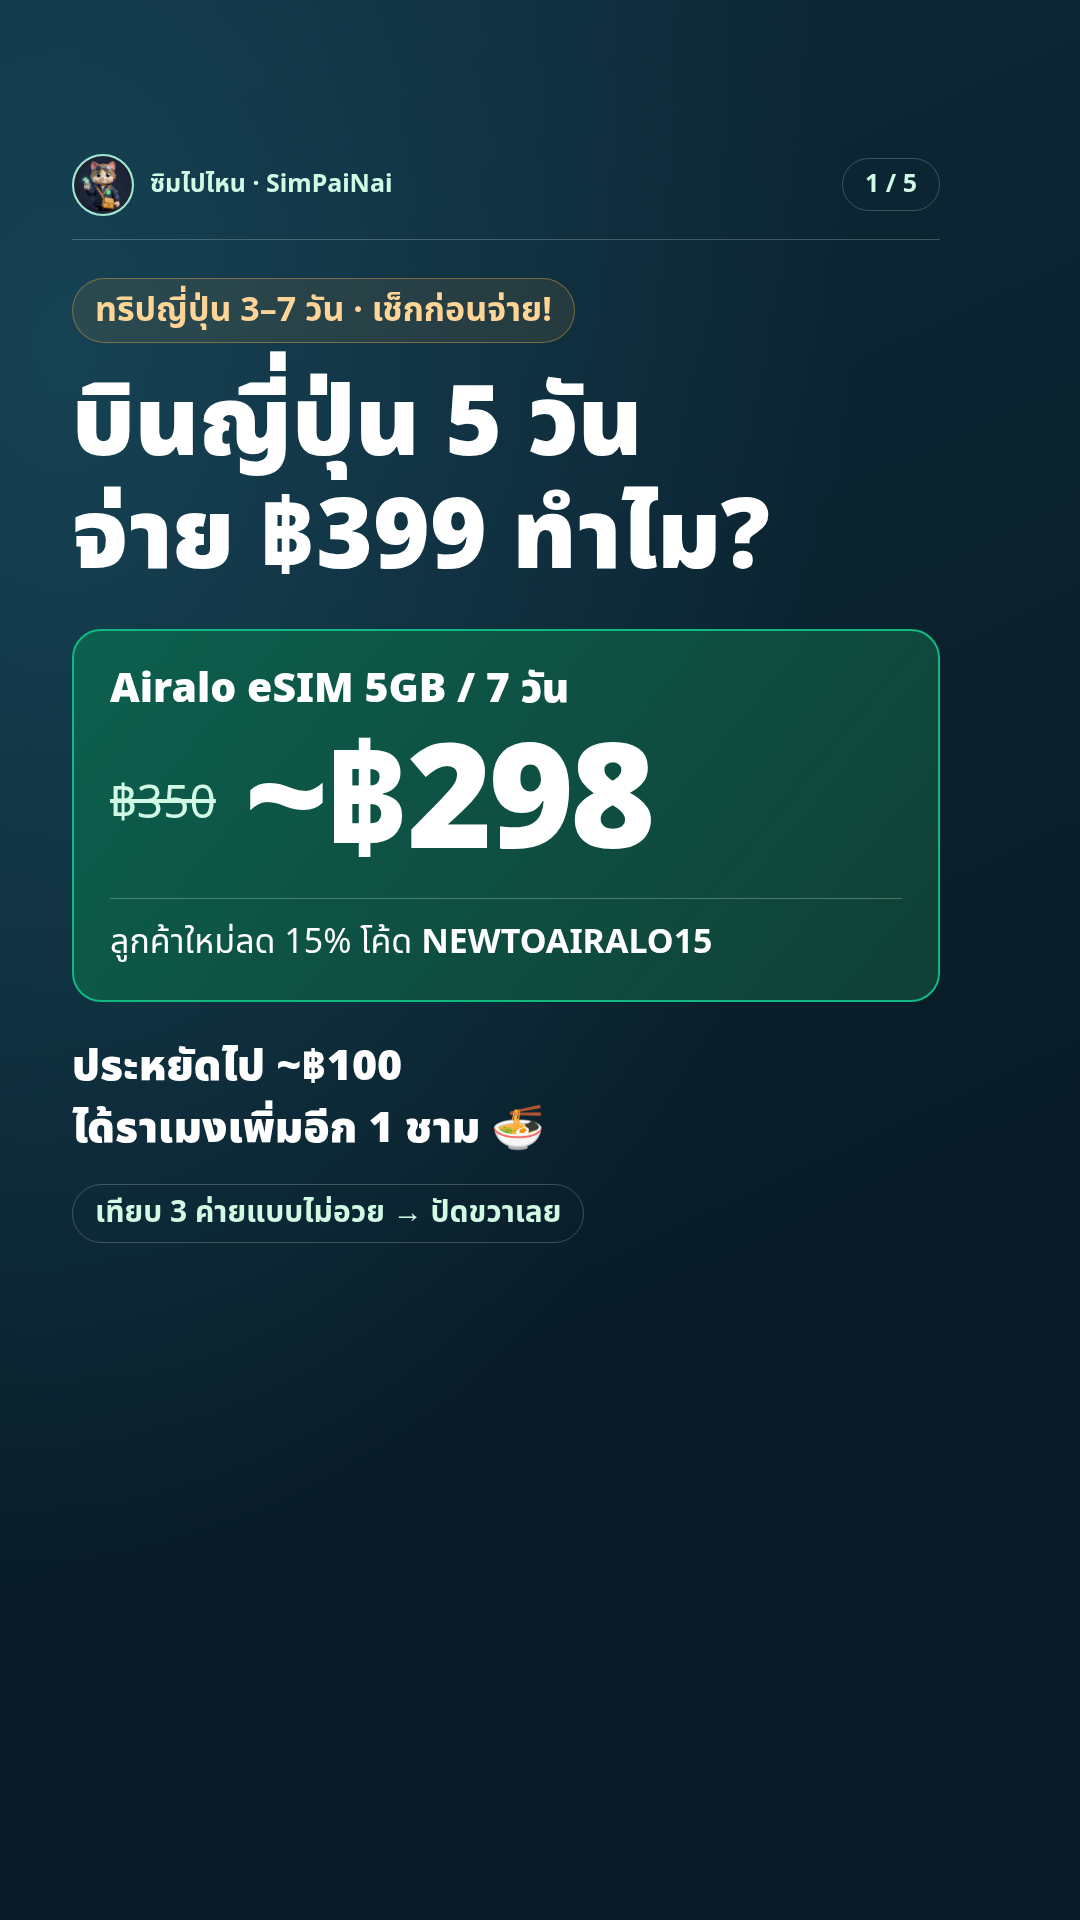 ซิมไปไหน · SimPaiNai
1 / 5
ทริปญี่ปุ่น 3–7 วัน · เช็กก่อนจ่าย!
บินญี่ปุ่น 5 วัน
จ่าย ฿399 ทำไม?
Airalo eSIM 5GB / 7 วัน
฿350 ~฿298
ลูกค้าใหม่ลด 15% โค้ด NEWTOAIRALO15
ประหยัดไป ~฿100
ได้ราเมงเพิ่มอีก 1 ชาม 🍜
เทียบ 3 ค่ายแบบไม่อวย → ปัดขวาเลย